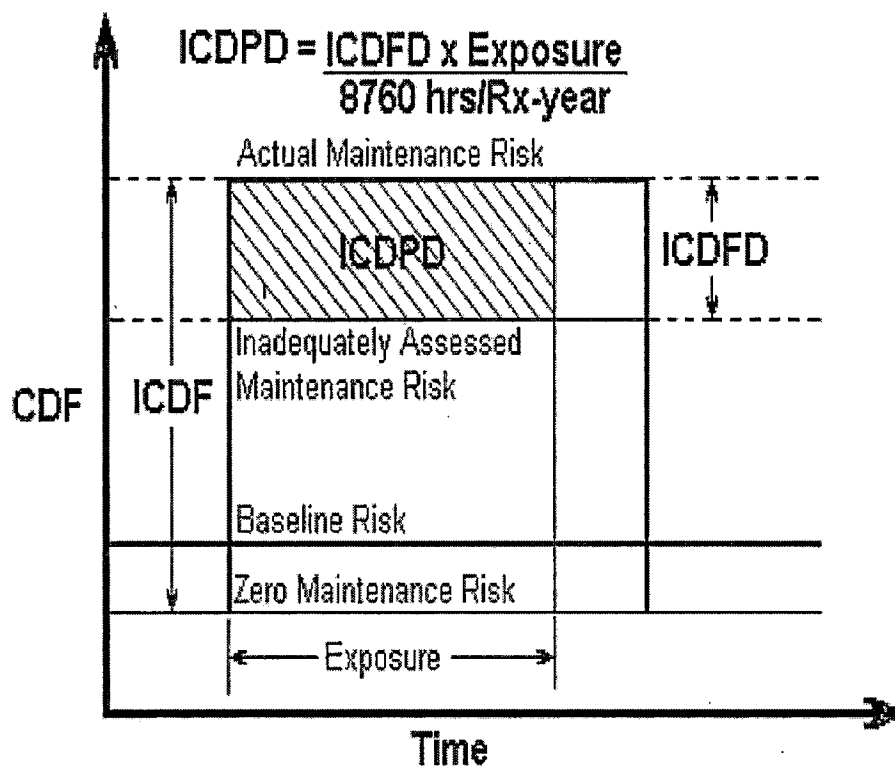 ICDPD = ICDFD x Exposure
8760 hrs/Rx-year
Actual Maintenance Risk
ICDPD
ICDFD
Inadequately Assessed
Maintenance Risk
CDF
ICDF
Baseline Risk
Zero Maintenance Risk
Exposure
Time